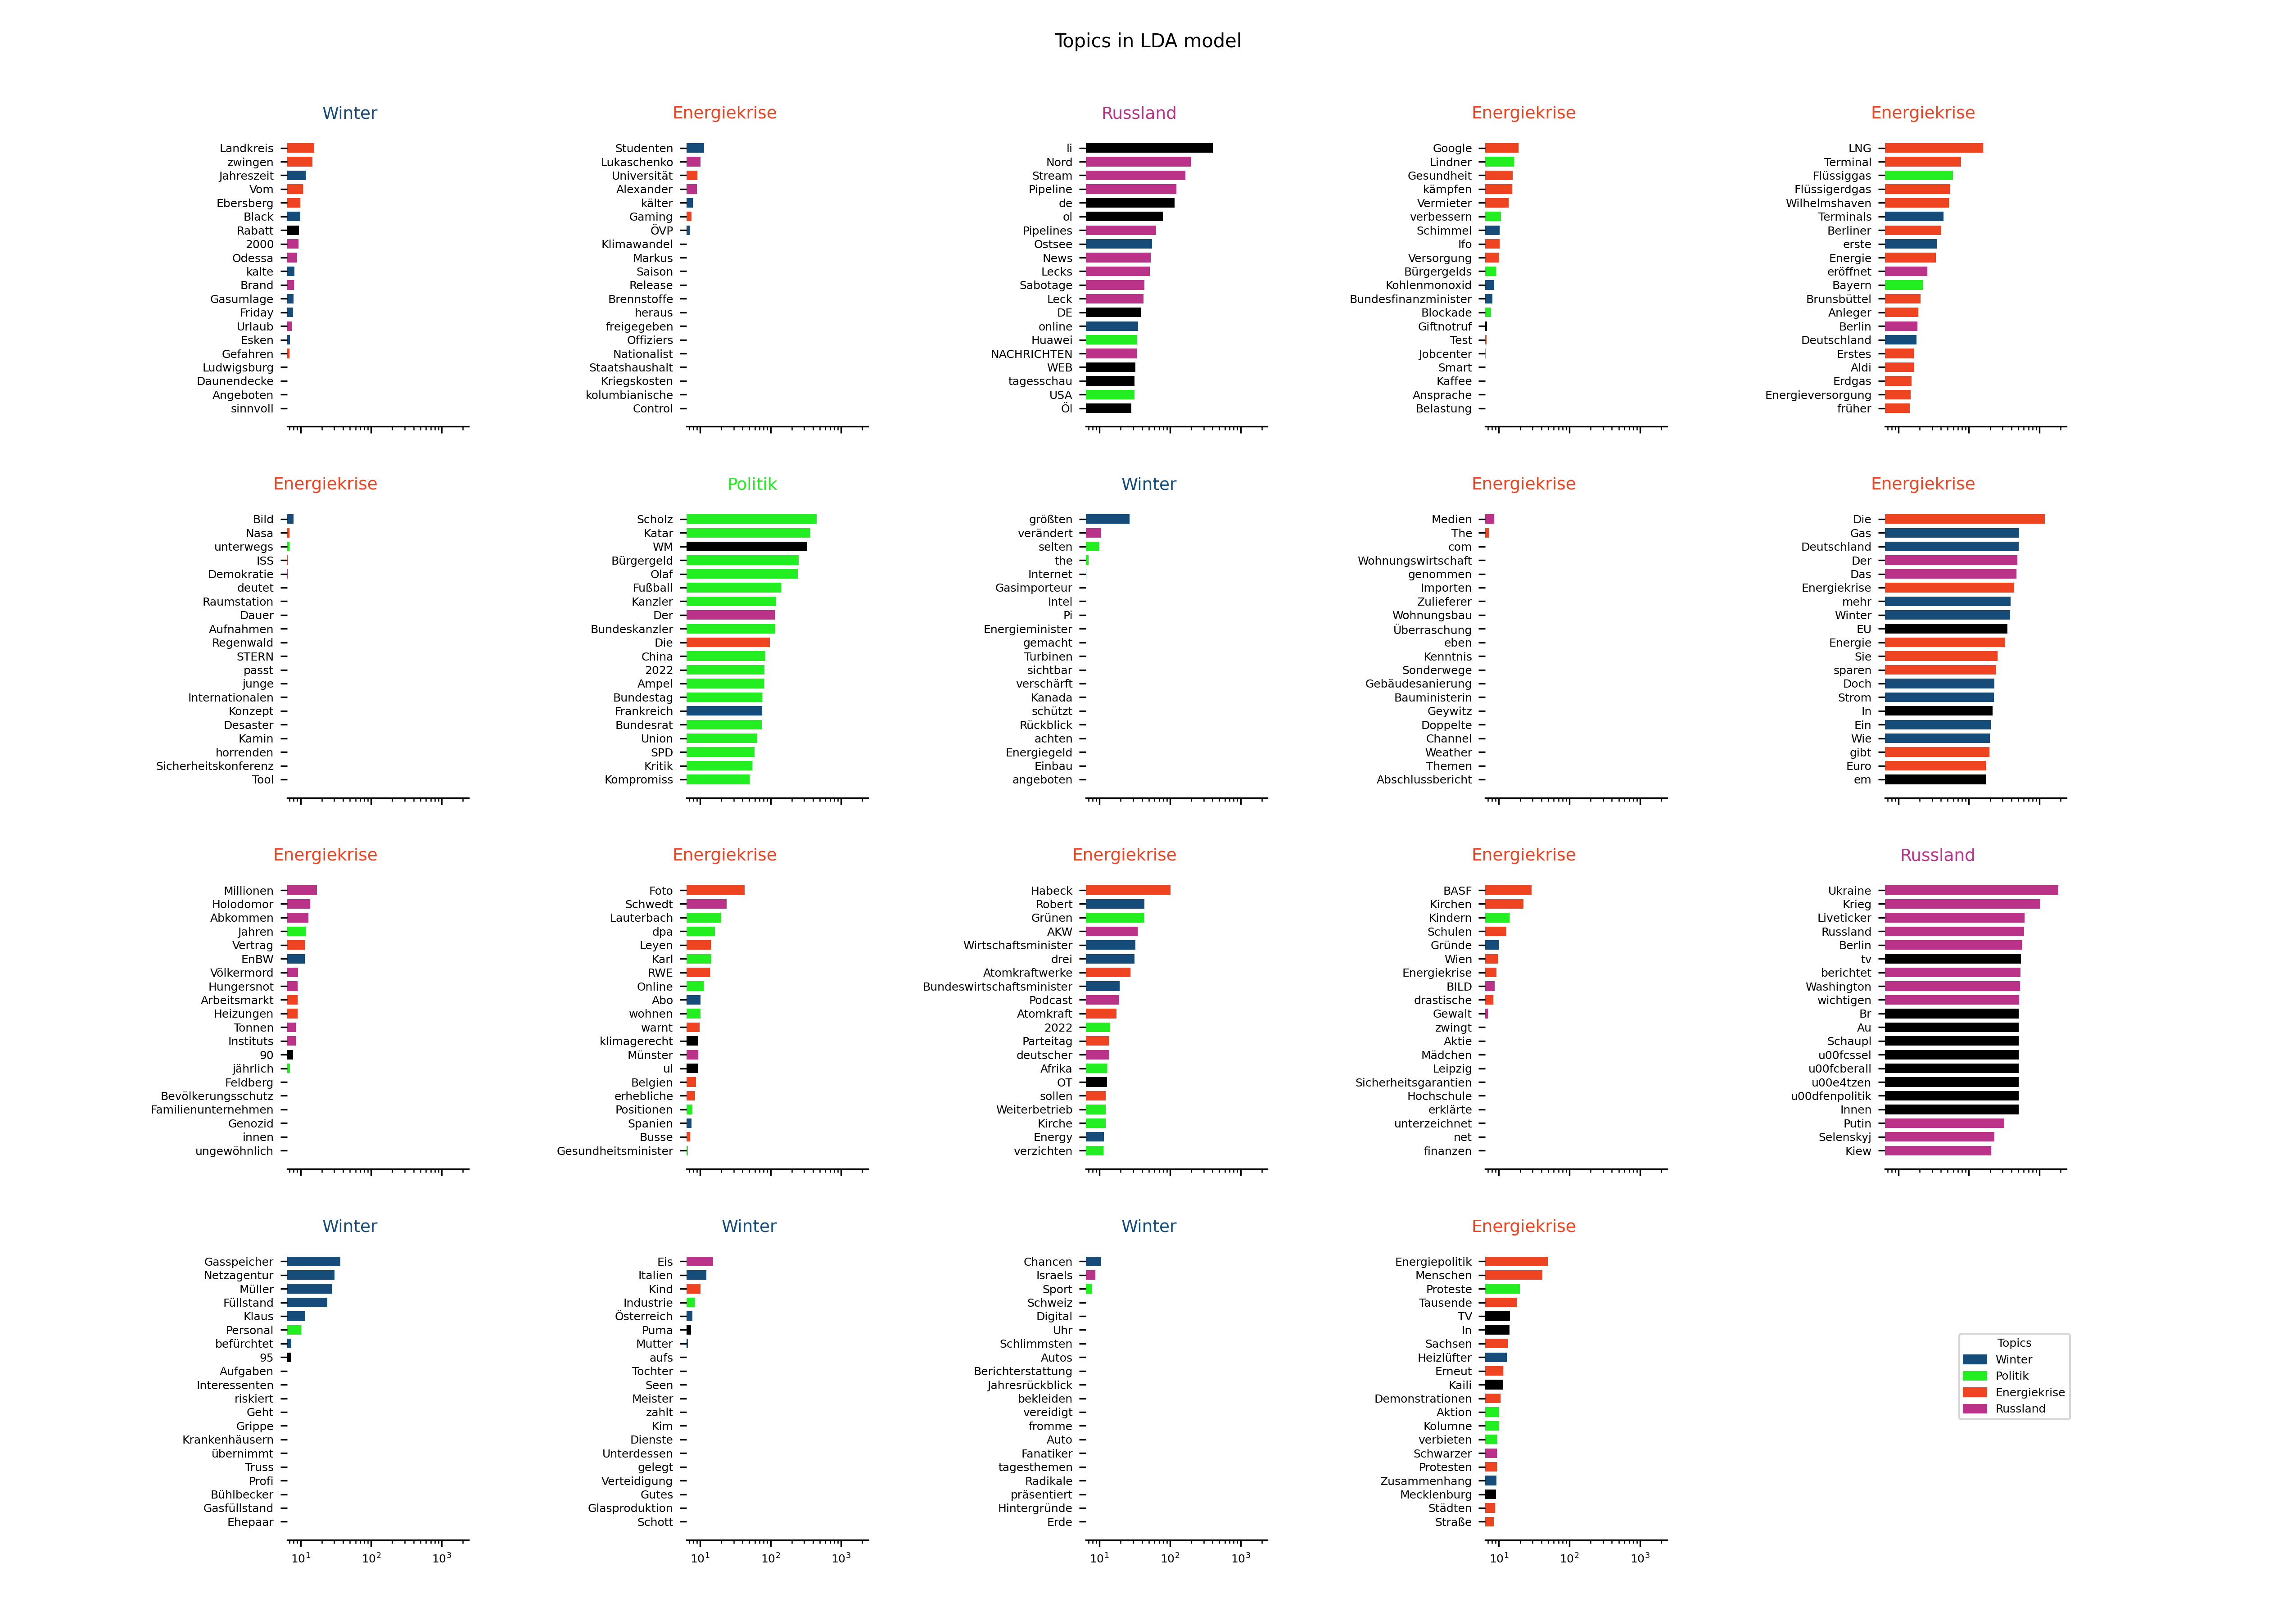 Topics in LDA model
Winter
Landkreis
zwingen
Jahreszeit
Vom
Ebersberg
Black
Rabatt
2000
Odessa
kalte
Brand
Gasumlage
Friday
Urlaub
Esken
Gefahren
Ludwigsburg
Daunendecke
Angeboten
sinnvoll
Energiekrise
Studenten
Lukaschenko
Universität
Alexander
kälter
Gaming
ÖVP
Klimawandel
Markus
Saison
Release
Brennstoffe
heraus
freigegeben
Offiziers
Nationalist
Staatshaushalt
Kriegskosten
kolumbianische
Control
Russland
li
Nord
Stream
Pipeline
de
ol
Pipelines
Ostsee
News
Lecks
Sabotage
Leck
DE
online
Huawei
NACHRICHTEN
WEB
tagesschau
USA
Öl
Energiekrise
Google
Lindner
Gesundheit
kämpfen
Vermieter
verbessern
Schimmel
Ifo
Versorgung
Bürgergelds
Kohlenmonoxid
Bundesfinanzminister
Blockade
Giftnotruf
Test
Jobcenter
Smart
Kaffee
Ansprache
Belastung
Energiekrise
LNG
Terminal
Flüssiggas
Flüssigerdgas
Wilhelmshaven
Terminals
Berliner
erste
Energie
eröffnet
Bayern
Brunsbüttel
Anleger
Berlin
Deutschland
Erstes
Aldi
Erdgas
Energieversorgung
früher
Energiekrise
Bild
Nasa
unterwegs
ISS
Demokratie
deutet
Raumstation
Dauer
Aufnahmen
Regenwald
STERN
passt
junge
Internationalen
Konzept
Desaster
Kamin
horrenden
Sicherheitskonferenz
Tool
Politik
Scholz
Katar
WM
Bürgergeld
Olaf
Fußball
Kanzler
Der
Bundeskanzler
Die
China
2022
Ampel
Bundestag
Frankreich
Bundesrat
Union
SPD
Kritik
Kompromiss
Winter
größten
verändert
selten
the
Internet
Gasimporteur
Intel
Pi
Energieminister
gemacht
Turbinen
sichtbar
verschärft
Kanada
schützt
Rückblick
achten
Energiegeld
Einbau
angeboten
Energiekrise
Medien
The
com
Wohnungswirtschaft
genommen
Importen
Zulieferer
Wohnungsbau
Überraschung
eben
Kenntnis
Sonderwege
Gebäudesanierung
Bauministerin
Geywitz
Doppelte
Channel
Weather
Themen
Abschlussbericht
Energiekrise
Die
Gas
Deutschland
Der
Das
Energiekrise
mehr
Winter
EU
Energie
Sie
sparen
Doch
Strom
In
Ein
Wie
gibt
Euro
em
Energiekrise
Millionen
Holodomor
Abkommen
Jahren
Vertrag
EnBW
Völkermord
Hungersnot
Arbeitsmarkt
Heizungen
Tonnen
Instituts
90
jährlich
Feldberg
Bevölkerungsschutz
Familienunternehmen
Genozid
innen
ungewöhnlich
Energiekrise
Foto
Schwedt
Lauterbach
dpa
Leyen
Karl
RWE
Online
Abo
wohnen
warnt
klimagerecht
Münster
ul
Belgien
erhebliche
Positionen
Spanien
Busse
Gesundheitsminister
Energiekrise
Habeck
Robert
Grünen
AKW
Wirtschaftsminister
drei
Atomkraftwerke
Bundeswirtschaftsminister
Podcast
Atomkraft
2022
Parteitag
deutscher
Afrika
OT
sollen
Weiterbetrieb
Kirche
Energy
verzichten
Energiekrise
BASF
Kirchen
Kindern
Schulen
Gründe
Wien
Energiekrise
BILD
drastische
Gewalt
zwingt
Aktie
Mädchen
Leipzig
Sicherheitsgarantien
Hochschule
erklärte
unterzeichnet
net
finanzen
Russland
Ukraine
Krieg
Liveticker
Russland
Berlin
tv
berichtet
Washington
wichtigen
Br
Au
Schaupl
u00fcssel
u00fcberall
u00e4tzen
u00dfenpolitik
Innen
Putin
Selenskyj
Kiew
Winter
Gasspeicher
Netzagentur
Müller
Füllstand
Klaus
Personal
befürchtet
95
Aufgaben
Interessenten
riskiert
Geht
Grippe
Krankenhäusern
übernimmt
Truss
Profi
Bühlbecker
Gasfüllstand
Ehepaar
10¹ 10² 10³
Winter
Eis
Italien
Kind
Industrie
Österreich
Puma
Mutter
aufs
Tochter
Seen
Meister
zahlt
Kim
Dienste
Unterdessen
gelegt
Verteidigung
Gutes
Glasproduktion
Schott
10¹ 10² 10³
Winter
Chancen
Israels
Sport
Schweiz
Digital
Uhr
Schlimmsten
Autos
Berichterstattung
Jahresrückblick
bekleiden
vereidigt
fromme
Auto
Fanatiker
tagesthemen
Radikale
präsentiert
Hintergründe
Erde
10¹ 10² 10³
Energiekrise
Energiepolitik
Menschen
Proteste
Tausende
TV
In
Sachsen
Heizlüfter
Erneut
Kaili
Demonstrationen
Aktion
Kolumne
verbieten
Schwarzer
Protesten
Zusammenhang
Mecklenburg
Städten
Straße
10¹ 10² 10³
Topics
Winter
Politik
Energiekrise
Russland